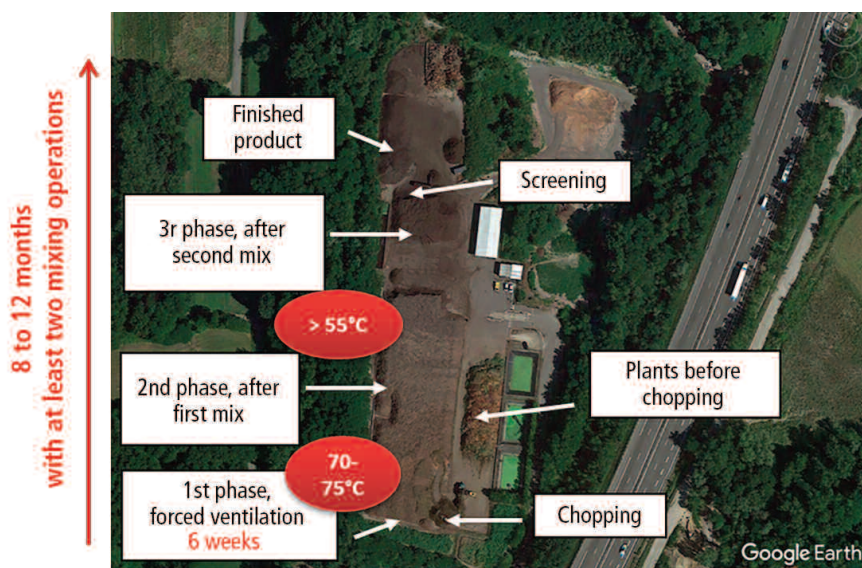 8 to 12 months
with at least two mixing operations
Finished
product
Screening
3r phase, after
second mix
> 55°C
2nd phase, after
first mix
Plants before
chopping
70-
75°C
1st phase,
forced ventilation
6 weeks
Chopping
Google Earth